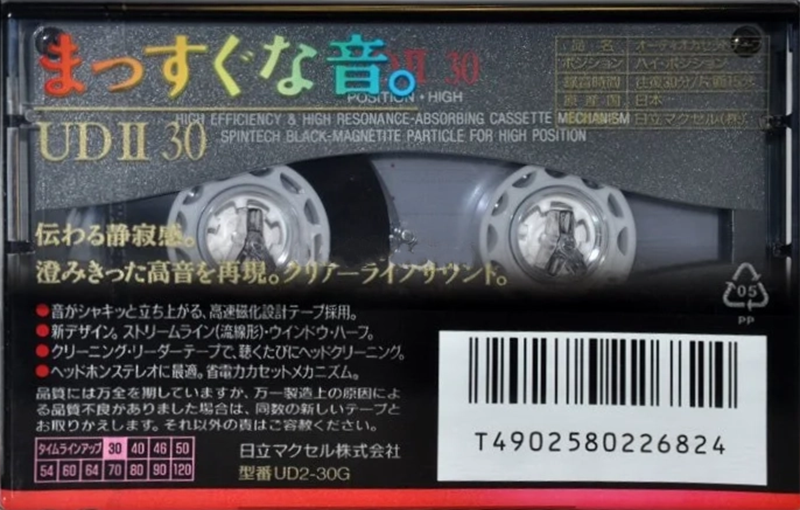 まっすぐな音。
UDⅡ 30
POSITION・HIGH
HIGH EFFICIENCY & HIGH RESONANCE-ABSORBING CASSETTE MECHANISM
SPINTECH BLACK-MAGNETITE PARTICLE FOR HIGH POSITION
UDⅡ 30
品名 オーディオカセットテープ
ポジション ハイ・ポジション
録音時間 往復30分/片道15分
原産国 日本
日立マクセル(株)
伝わる静寂感。
澄みきった高音を再現。クリアーラインサウンド。
●音がシャキッと立ち上がる、高速磁化設計テープ採用。
●新デザイン。ストリームライン(流線形)・ウインドウ・ハーフ。
●クリーニング・リーダーテープで、聴くたびにヘッドクリーニング。
●ヘッドホンステレオに最適。省電力カセットメカニズム。
品質には万全を期していますが、万一製造上の原因によ
る品質不良がありました場合は、同数の新しいテープと
お取りかえします。それ以外の責はご容赦ください。
タイムラインアップ 30 40 46 50
54 60 64 70 80 90 120
日立マクセル株式会社
型番UD2-30G
05
PP
T4902580226824